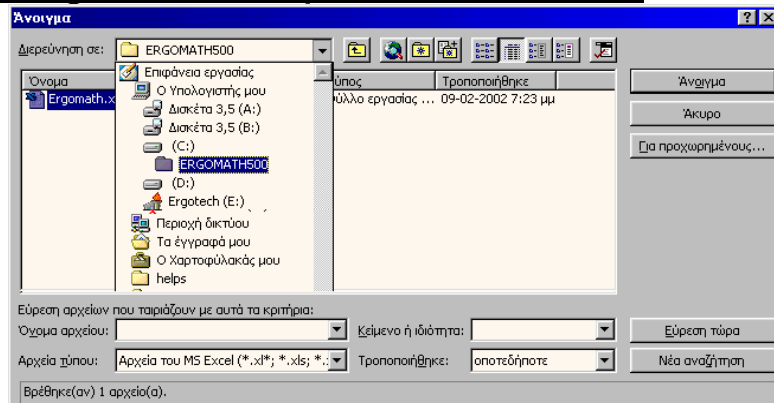 Άνοιγμα
Διερεύνηση σε: ERGOMATH500
Όνομα Τροποποιήθηκε
Ergomath.x 09-02-2002 7:23 μμ
Επιφάνεια εργασίας
Ο Υπολογιστής μου
Δισκέτα 3,5 (A:)
Δισκέτα 3,5 (B:)
(C:)
ERGOMATH500
(D:)
Ergotech (E:)
Περιοχή δικτύου
Τα έγγραφά μου
Ο Χαρτοφύλακάς μου
helps
Άνοιγμα
Άκυρο
Για προχωρημένους...
Εύρεση αρχείων που ταιριάζουν με αυτά τα κριτήρια:
Όνομα αρχείου: Κείμενο ή ιδιότητα: Εύρεση τώρα
Αρχεία τύπου: Αρχεία του MS Excel (*.xl*; *.xls; *. Τροποποιήθηκε: οποτεδήποτε Νέα αναζήτηση
Βρέθηκε(αν) 1 αρχείο(α).